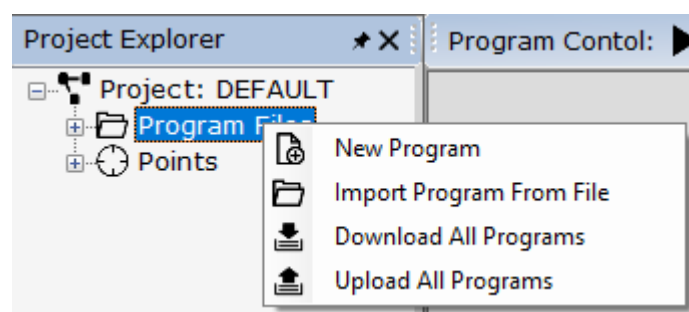 Project Explorer
Program Contol:
Project: DEFAULT
Program Files
Points
New Program
Import Program From File
Download All Programs
Upload All Programs